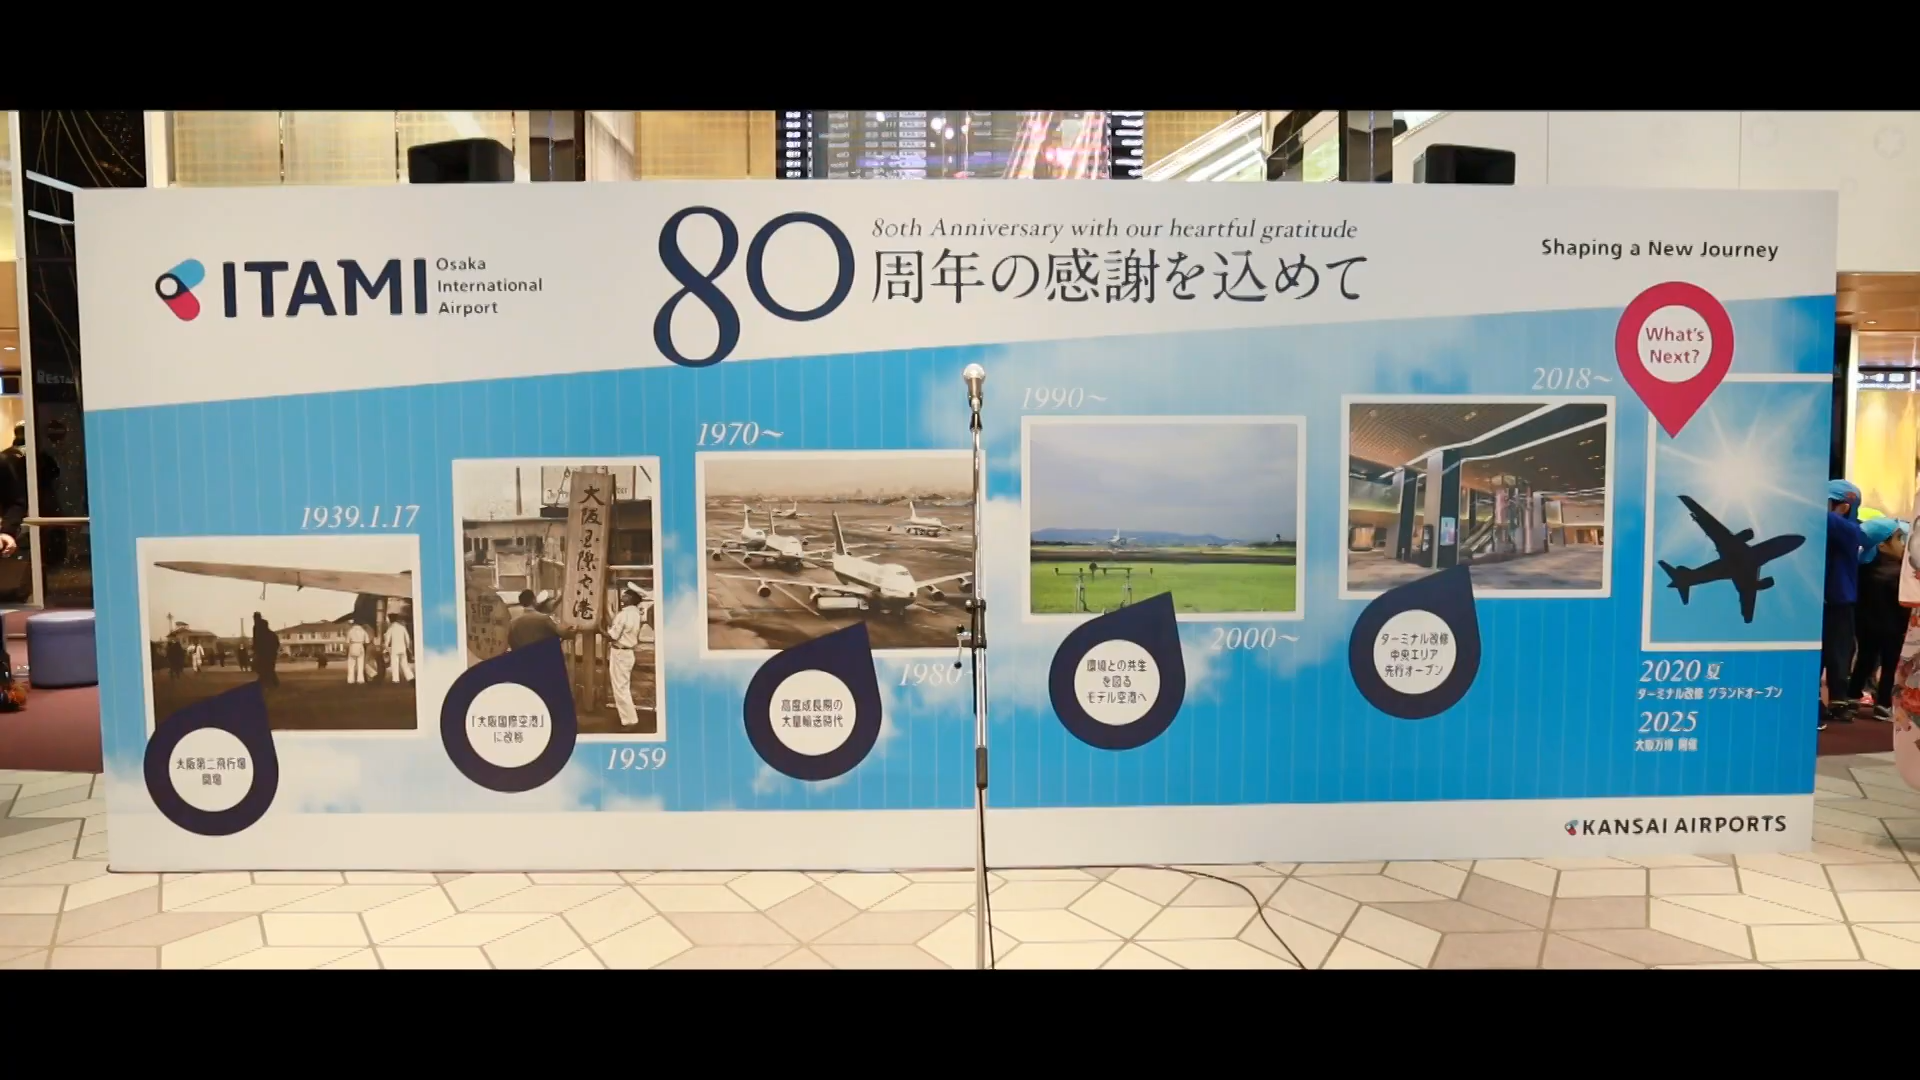 ITAMI
Osaka
International
Airport
80
80th Anniversary with our heartful gratitude
周年の感謝を込めて
Shaping a New Journey
What's
Next?
1939.1.17
大阪第二飛行場
開場
大阪国際空港
「大阪国際空港」
に改称
1959
1970～
高度成長期の
大量輸送時代
1980～
1990～
環境との共生
を図る
モデル空港へ
2000～
2018～
ターミナル改修
中央エリア
先行オープン
2020 夏
ターミナル改修 グランドオープン
2025
大阪万博 開催
KANSAI AIRPORTS